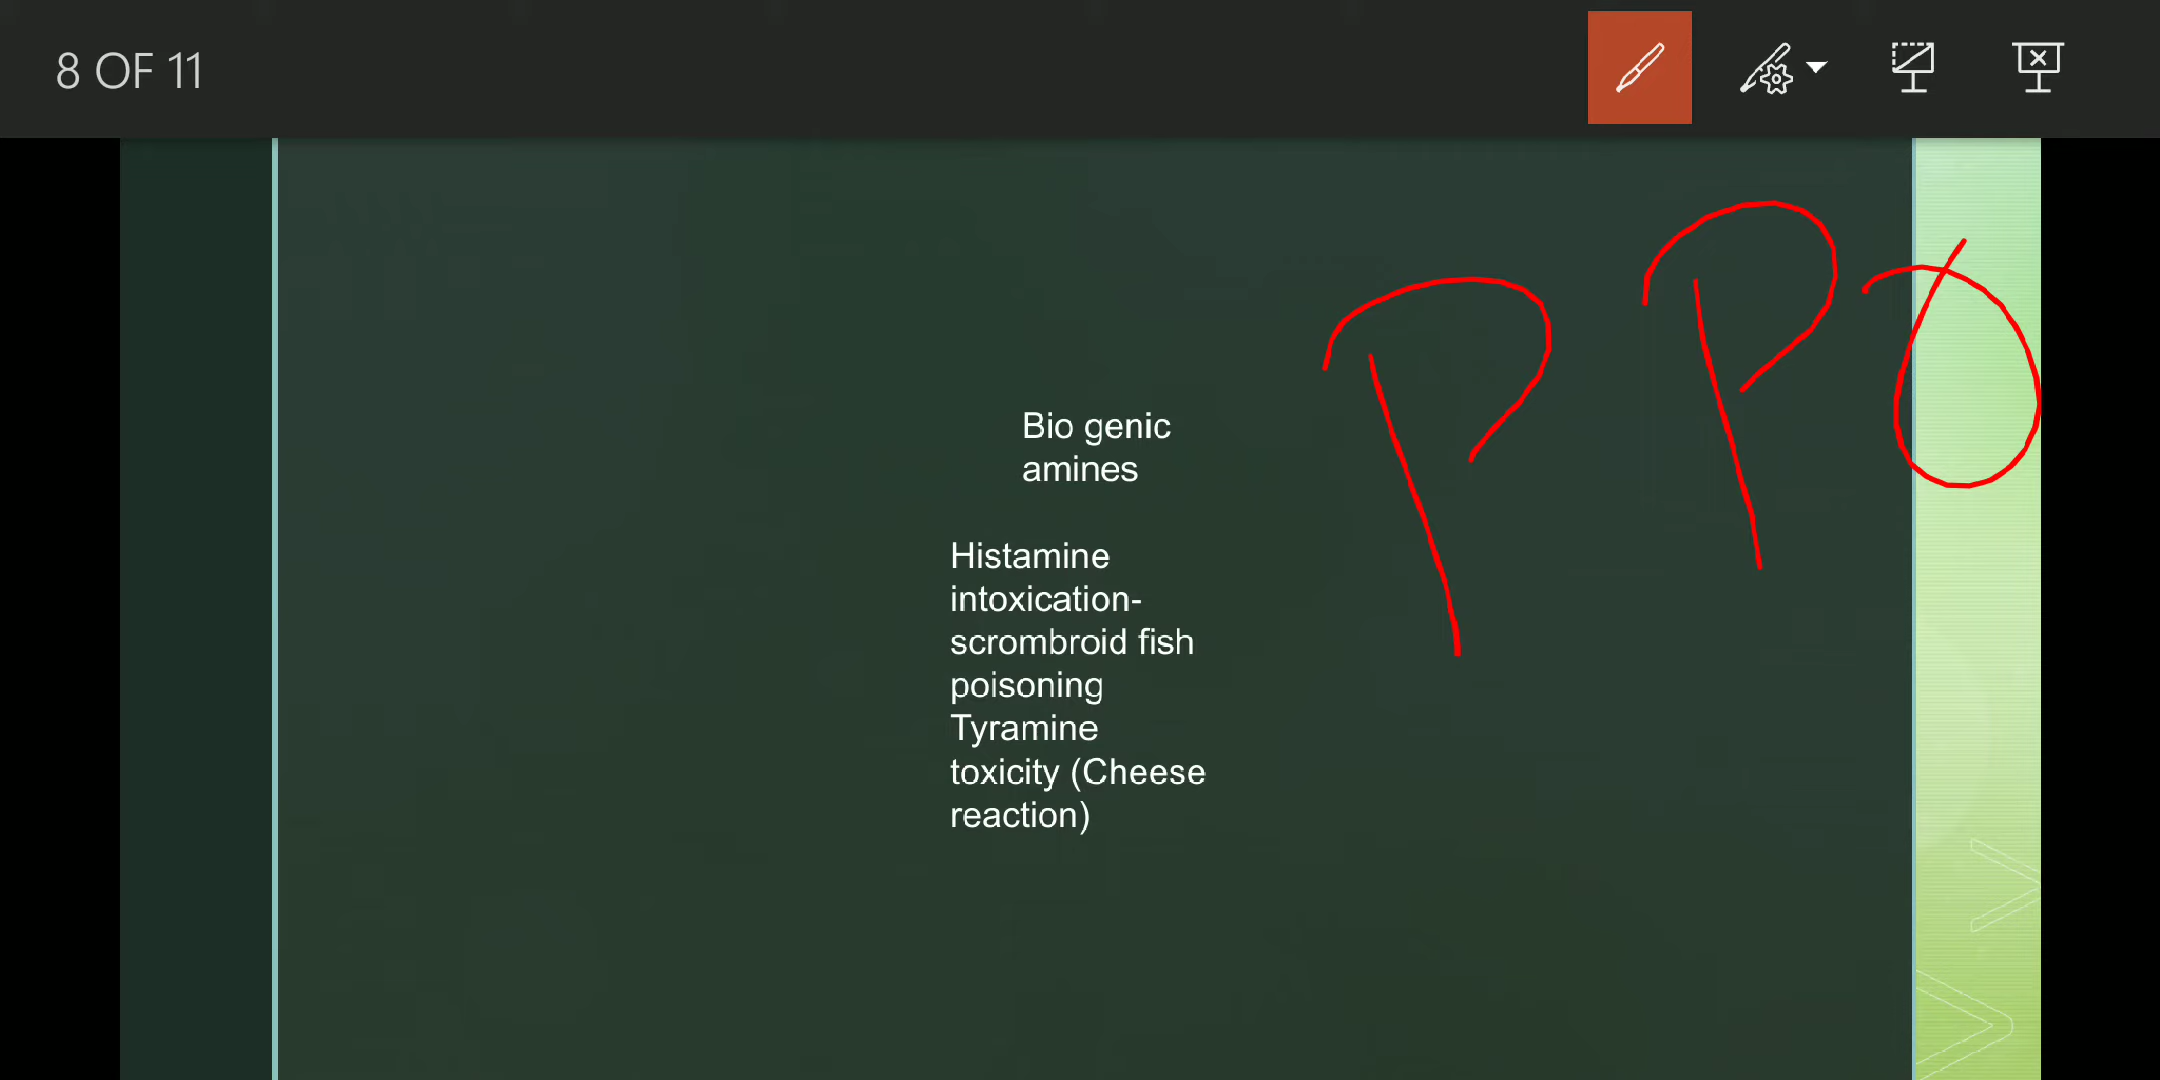 8 OF 11
Bio genic
amines
Histamine
intoxication-
scrombroid fish
poisoning
Tyramine
toxicity (Cheese
reaction)
PPO